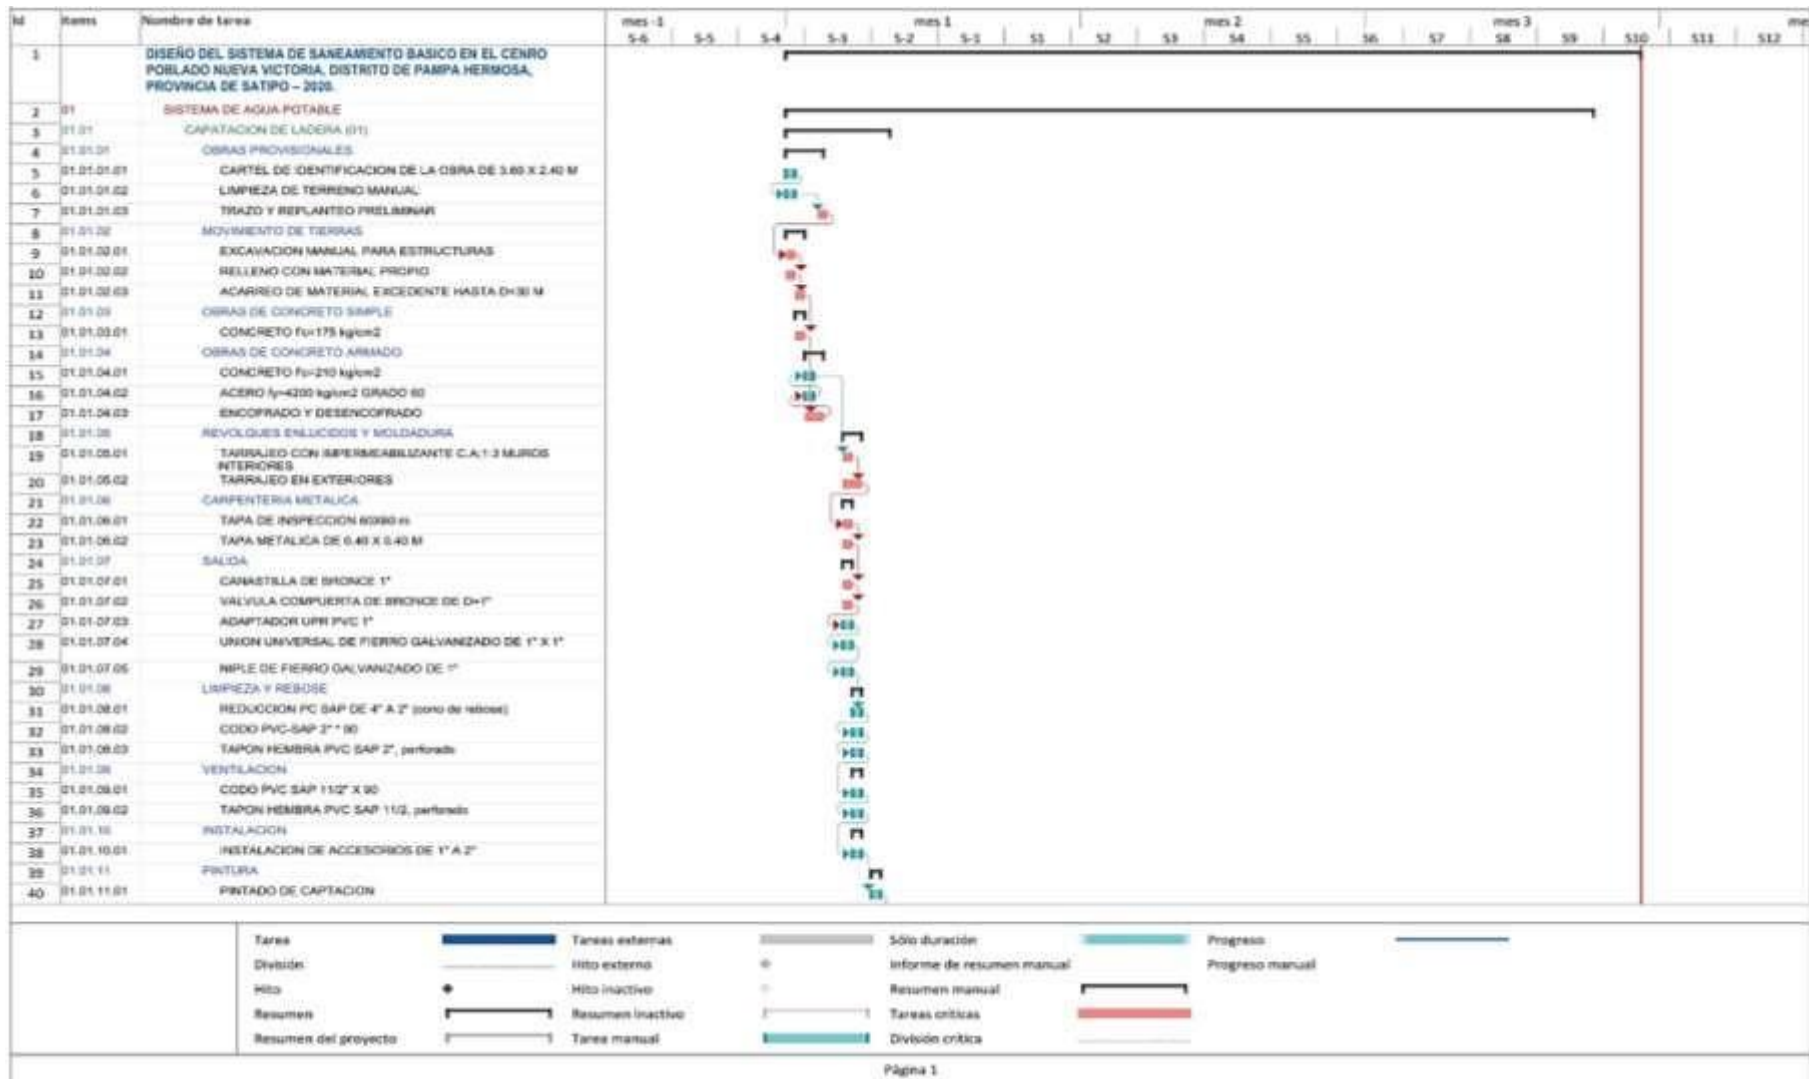 Id Items Nombre de tarea mes -1 mes 1 mes 2 mes 3 me
S-6 S-5 S-4 S-3 S-2 S-1 S1 S2 S3 S4 S5 S6 S7 S8 S9 S10 S11 S12
1 DISEÑO DEL SISTEMA DE SANEAMIENTO BASICO EN EL CENRO
POBLADO NUEVA VICTORIA, DISTRITO DE PAMPA HERMOSA,
PROVINCIA DE SATIPO – 2020.
2 01 SISTEMA DE AGUA POTABLE
3 01.01 CAPATACION DE LADERA (01)
4 01.01.01 OBRAS PROVISIONALES
5 01.01.01.01 CARTEL DE IDENTIFICACION DE LA OBRA DE 3.60 X 2.40 M
6 01.01.01.02 LIMPIEZA DE TERRENO MANUAL
7 01.01.01.03 TRAZO Y REPLANTEO PRELIMINAR
8 01.01.02 MOVIMIENTO DE TIERRAS
9 01.01.02.01 EXCAVACION MANUAL PARA ESTRUCTURAS
10 01.01.02.02 RELLENO CON MATERIAL PROPIO
11 01.01.02.03 ACARREO DE MATERIAL EXCEDENTE HASTA D=30 M
12 01.01.03 OBRAS DE CONCRETO SIMPLE
13 01.01.03.01 CONCRETO f'c=175 kg/cm2
14 01.01.04 OBRAS DE CONCRETO ARMADO
15 01.01.04.01 CONCRETO f'c=210 kg/cm2
16 01.01.04.02 ACERO fy=4200 kg/cm2 GRADO 60
17 01.01.04.03 ENCOFRADO Y DESENCOFRADO
18 01.01.05 REVOLQUES ENLUCIDOS Y MOLDADURA
19 01.01.05.01 TARRAJEO CON IMPERMEABILIZANTE C.A;1:3 MUROS
INTERIORES
20 01.01.05.02 TARRAJEO EN EXTERIORES
21 01.01.06 CARPENTERIA METALICA
22 01.01.06.01 TAPA DE INSPECCION 60X60 m
23 01.01.06.02 TAPA METALICA DE 0.40 X 0.40 M
24 01.01.07 SALIDA
25 01.01.07.01 CANASTILLA DE BRONCE 1"
26 01.01.07.02 VALVULA COMPUERTA DE BRONCE DE D=1"
27 01.01.07.03 ADAPTADOR UPR PVC 1"
28 01.01.07.04 UNION UNIVERSAL DE FIERRO GALVANIZADO DE 1" X 1"
29 01.01.07.05 NIPLE DE FIERRO GALVANIZADO DE 1"
30 01.01.08 LIMPIEZA Y REBOSE
31 01.01.08.01 REDUCCION PC SAP DE 4" A 2" (cono de rebose)
32 01.01.08.02 CODO PVC-SAP 2" * 90
33 01.01.08.03 TAPON HEMBRA PVC SAP 2", perforado
34 01.01.09 VENTILACION
35 01.01.09.01 CODO PVC SAP 11/2" X 90
36 01.01.09.02 TAPON HEMBRA PVC SAP 11/2, perforado
37 01.01.10 INSTALACION
38 01.01.10.01 INSTALACION DE ACCESORIOS DE 1" A 2"
39 01.01.11 PINTURA
40 01.01.11.01 PINTADO DE CAPTACION
Tarea Tareas externas Sólo duración Progreso
División Hito externo Informe de resumen manual Progreso manual
Hito Hito inactivo Resumen manual
Resumen Resumen inactivo Tareas críticas
Resumen del proyecto Tarea manual División crítica
Página 1